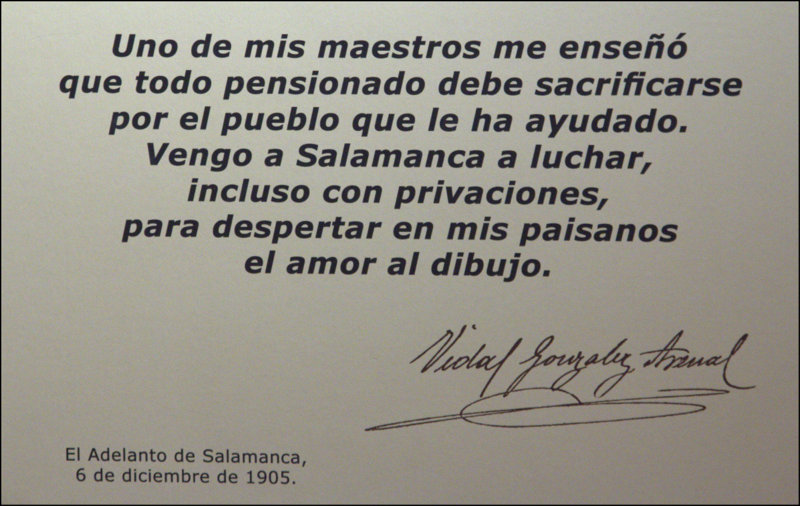 Uno de mis maestros me enseñó
que todo pensionado debe sacrificarse
por el pueblo que le ha ayudado.
Vengo a Salamanca a luchar,
incluso con privaciones,
para despertar en mis paisanos
el amor al dibujo.
Vidal Gonzalez Arenal
El Adelanto de Salamanca,
6 de diciembre de 1905.